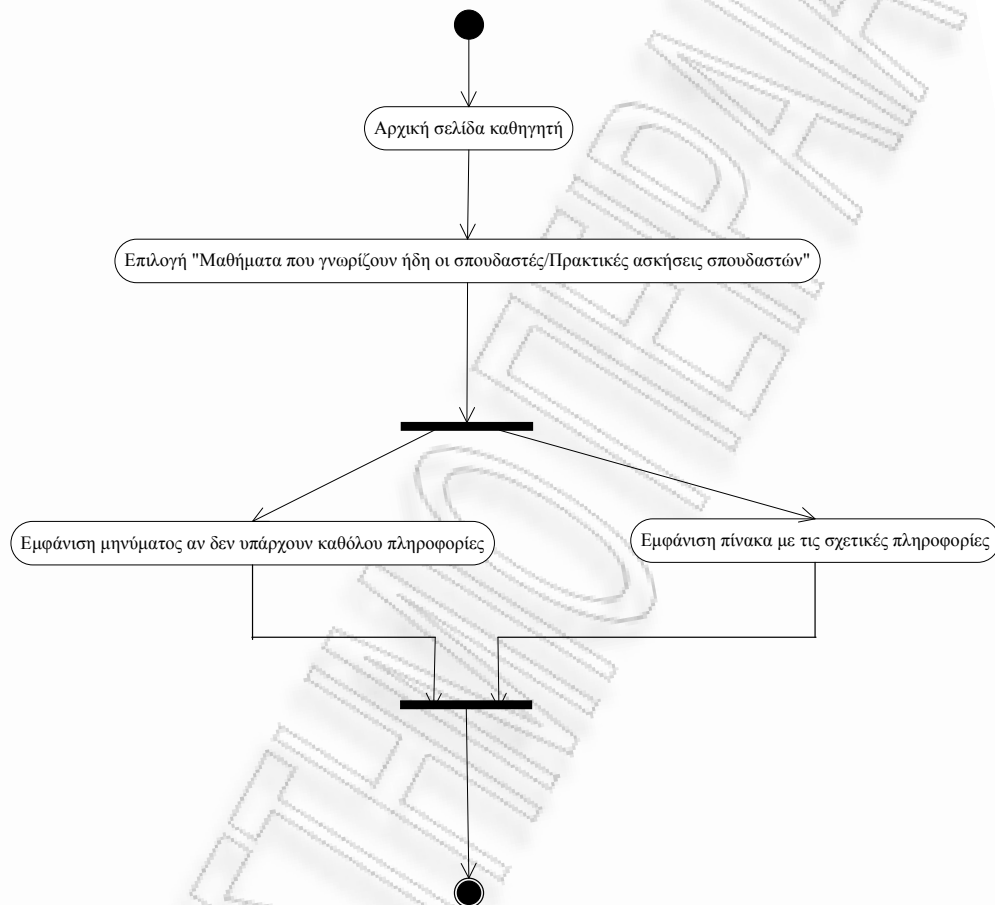 Αρχική σελίδα καθηγητή
Επιλογή "Μαθήματα που γνωρίζουν ήδη οι σπουδαστές/Πρακτικές ασκήσεις σπουδαστών"
Εμφάνιση μηνύματος αν δεν υπάρχουν καθόλου πληροφορίες
Εμφάνιση πίνακα με τις σχετικές πληροφορίες